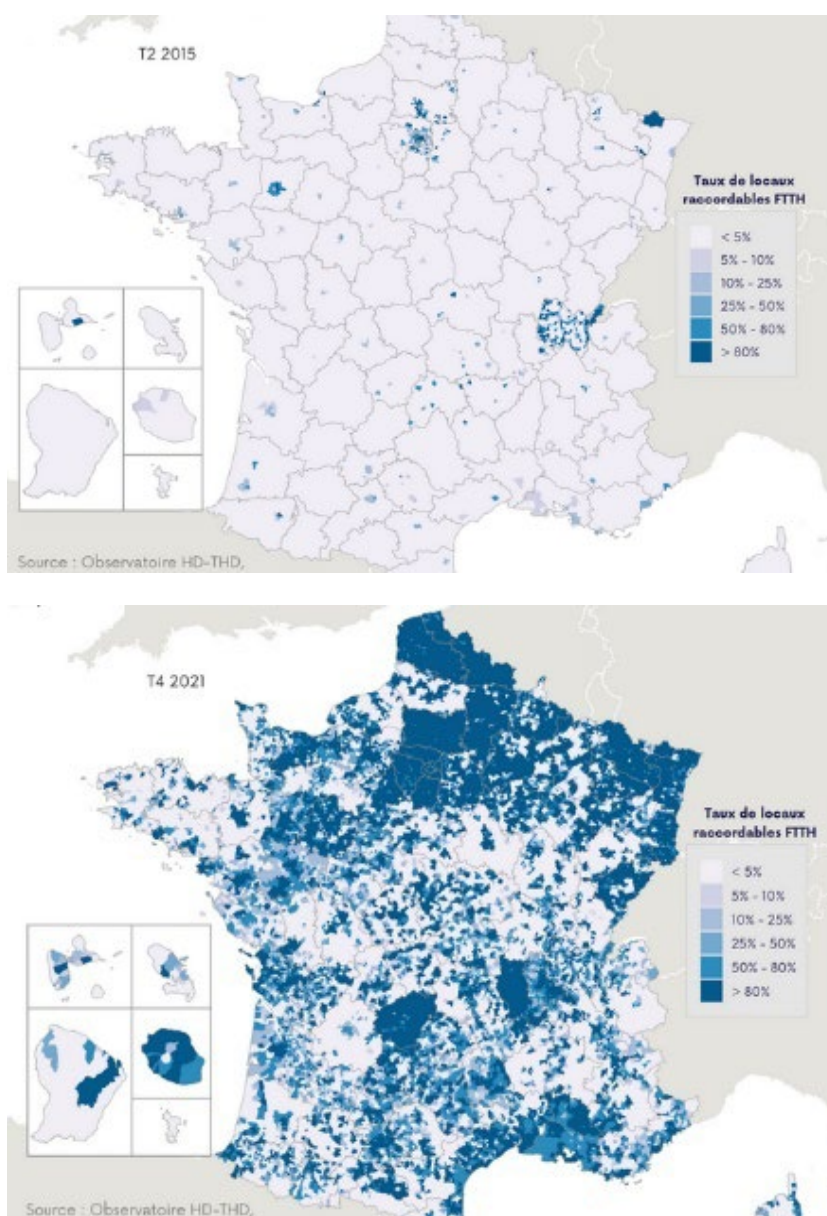 T2 2015
Taux de locaux
raccordables FTTH
< 5%
5% - 10%
10% - 25%
25% - 50%
50% - 80%
> 80%
Source : Observatoire HD-THD,
T4 2021
Taux de locaux
raccordables FTTH
< 5%
5% - 10%
10% - 25%
25% - 50%
50% - 80%
> 80%
Source : Observatoire HD-THD,